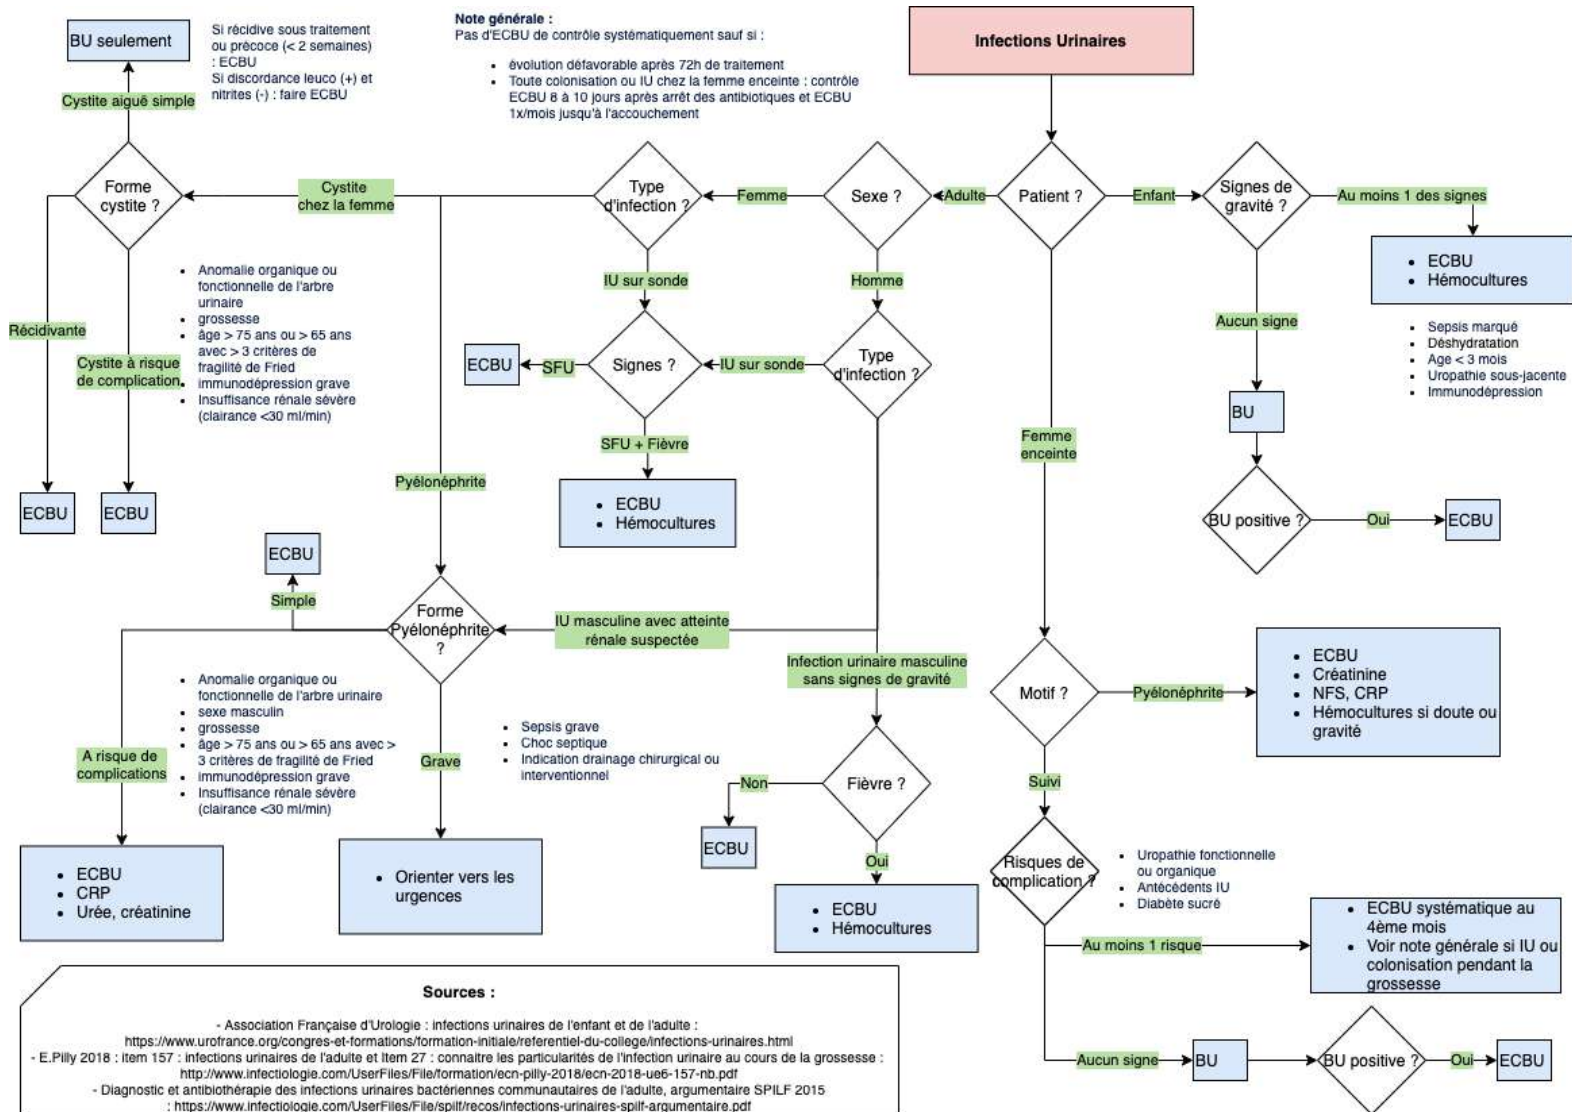 BU seulement
Si récidive sous traitement
ou précoce (< 2 semaines)
: ECBU
Si discordance leuco (+) et
nitrites (-) : faire ECBU
Note générale :
Pas d'ECBU de contrôle systématiquement sauf si :
• évolution défavorable après 72h de traitement
• Toute colonisation ou IU chez la femme enceinte : contrôle
ECBU 8 à 10 jours après arrêt des antibiotiques et ECBU
1x/mois jusqu'à l'accouchement
Infections Urinaires
Cystite aiguë simple
Forme
cystite ?
Cystite
chez la femme
Type
d'infection ?
Femme
Sexe ?
Adulte
Patient ?
Enfant
Signes de
gravité ?
Au moins 1 des signes
• ECBU
• Hémocultures
• Sepsis marqué
• Déshydratation
• Age < 3 mois
• Uropathie sous-jacente
• Immunodépression
Récidivante
Cystite à risque
de complication
• Anomalie organique ou
fonctionnelle de l'arbre
urinaire
• grossesse
• âge > 75 ans ou > 65 ans
avec > 3 critères de
fragilité de Fried
• immunodépression grave
• Insuffisance rénale sévère
(clairance <30 ml/min)
IU sur sonde
Homme
Aucun signe
ECBU
SFU
Signes ?
IU sur sonde
Type
d'infection ?
BU
SFU + Fièvre
Femme
enceinte
ECBU
ECBU
Pyélonéphrite
• ECBU
• Hémocultures
BU positive ?
Oui
ECBU
ECBU
Simple
Forme
Pyélonéphrite
?
IU masculine avec atteinte
rénale suspectée
Infection urinaire masculine
sans signes de gravité
Motif ?
Pyélonéphrite
• ECBU
• Créatinine
• NFS, CRP
• Hémocultures si doute ou
gravité
A risque de
complications
• Anomalie organique ou
fonctionnelle de l'arbre urinaire
• sexe masculin
• grossesse
• âge > 75 ans ou > 65 ans avec >
3 critères de fragilité de Fried
• immunodépression grave
• Insuffisance rénale sévère
(clairance <30 ml/min)
Grave
• Sepsis grave
• Choc septique
• Indication drainage chirurgical ou
interventionnel
Non
Fièvre ?
Suivi
ECBU
Oui
• ECBU
• CRP
• Urée, créatinine
• Orienter vers les
urgences
• ECBU
• Hémocultures
Risques de
complication ?
• Uropathie fonctionnelle
ou organique
• Antécédents IU
• Diabète sucré
Au moins 1 risque
• ECBU systématique au
4ème mois
• Voir note générale si IU ou
colonisation pendant la
grossesse
Aucun signe
BU
BU positive ?
Oui
ECBU
Sources :
- Association Française d'Urologie : infections urinaires de l'enfant et de l'adulte :
https://www.urofrance.org/congres-et-formations/formation-initiale/referentiel-du-college/infections-urinaires.html
- E.Pilly 2018 : item 157 : infections urinaires de l'adulte et Item 27 : connaitre les particularités de l'infection urinaire au cours de la grossesse :
http://www.infectiologie.com/UserFiles/File/formation/ecn-pilly-2018/ecn-2018-ue6-157-nb.pdf
- Diagnostic et antibiothérapie des infections urinaires bactériennes communautaires de l'adulte, argumentaire SPILF 2015
: https://www.infectiologie.com/UserFiles/File/spilf/recos/infections-urinaires-spilf-argumentaire.pdf